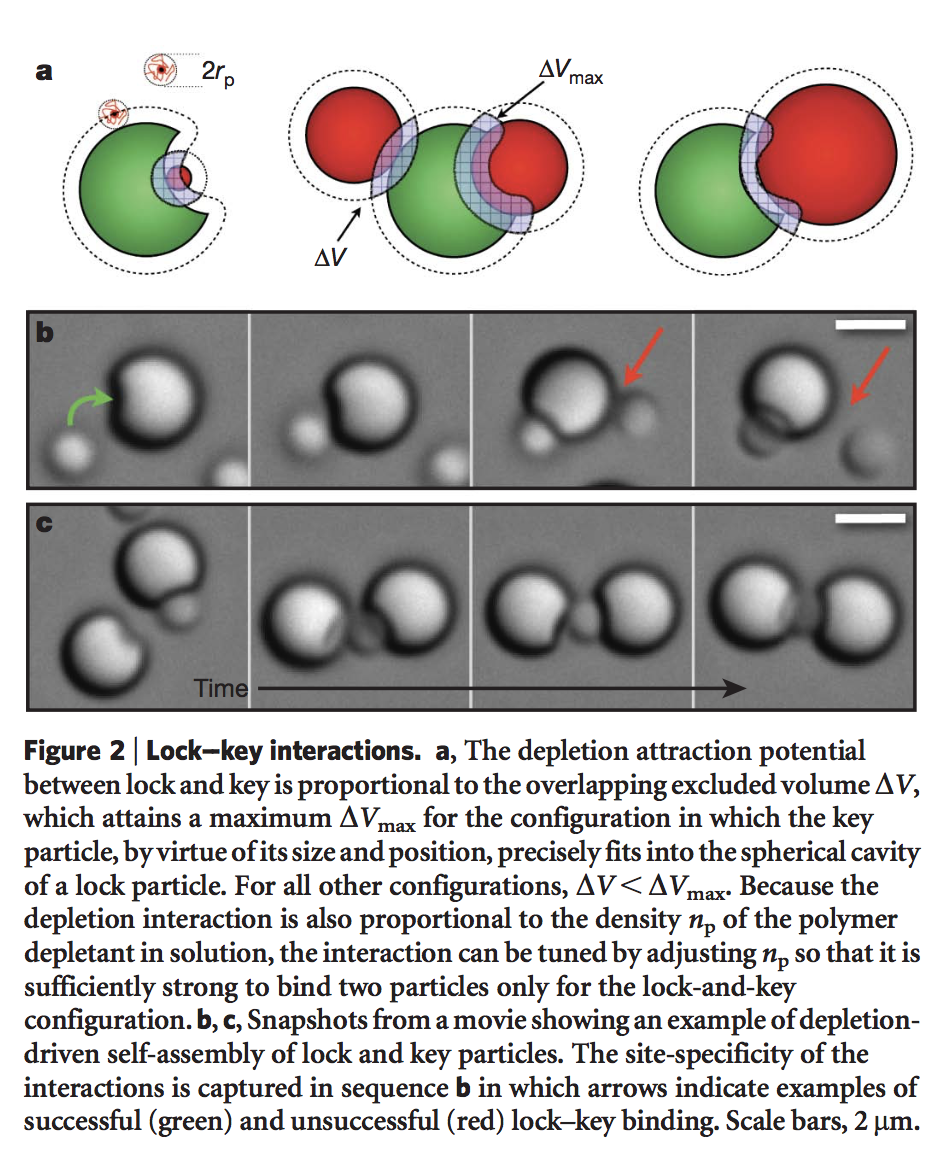 a
2rp
ΔVmax
ΔV
b
c
Time
Figure 2 | Lock–key interactions. a, The depletion attraction potential
between lock and key is proportional to the overlapping excluded volume ΔV,
which attains a maximum ΔVmax for the configuration in which the key
particle, by virtue of its size and position, precisely fits into the spherical cavity
of a lock particle. For all other configurations, ΔV < ΔVmax. Because the
depletion interaction is also proportional to the density np of the polymer
depletant in solution, the interaction can be tuned by adjusting np so that it is
sufficiently strong to bind two particles only for the lock-and-key
configuration. b, c, Snapshots from a movie showing an example of depletion-
driven self-assembly of lock and key particles. The site-specificity of the
interactions is captured in sequence b in which arrows indicate examples of
successful (green) and unsuccessful (red) lock–key binding. Scale bars, 2 μm.